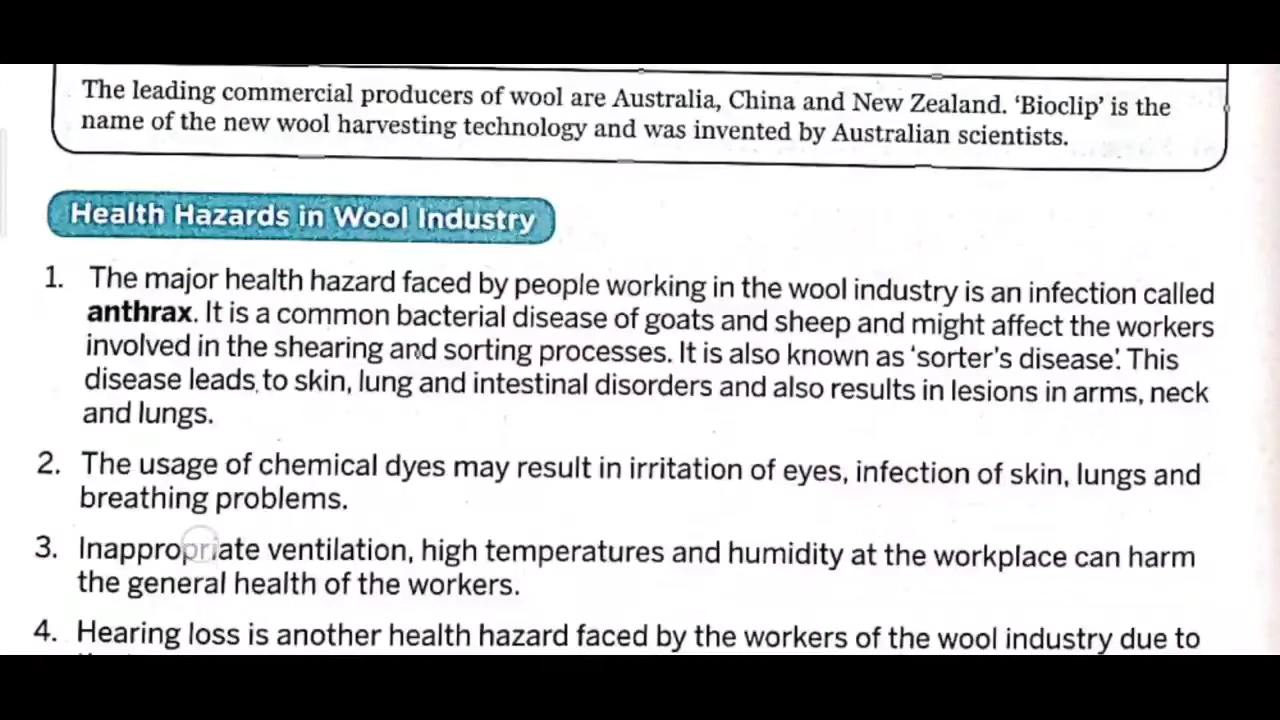 The leading commercial producers of wool are Australia, China and New Zealand. ‘Bioclip’ is the
name of the new wool harvesting technology and was invented by Australian scientists.
Health Hazards in Wool Industry
1. The major health hazard faced by people working in the wool industry is an infection called
anthrax. It is a common bacterial disease of goats and sheep and might affect the workers
involved in the shearing and sorting processes. It is also known as ‘sorter’s disease’. This
disease leads to skin, lung and intestinal disorders and also results in lesions in arms, neck
and lungs.
2. The usage of chemical dyes may result in irritation of eyes, infection of skin, lungs and
breathing problems.
3. Inappropriate ventilation, high temperatures and humidity at the workplace can harm
the general health of the workers.
4. Hearing loss is another health hazard faced by the workers of the wool industry due to